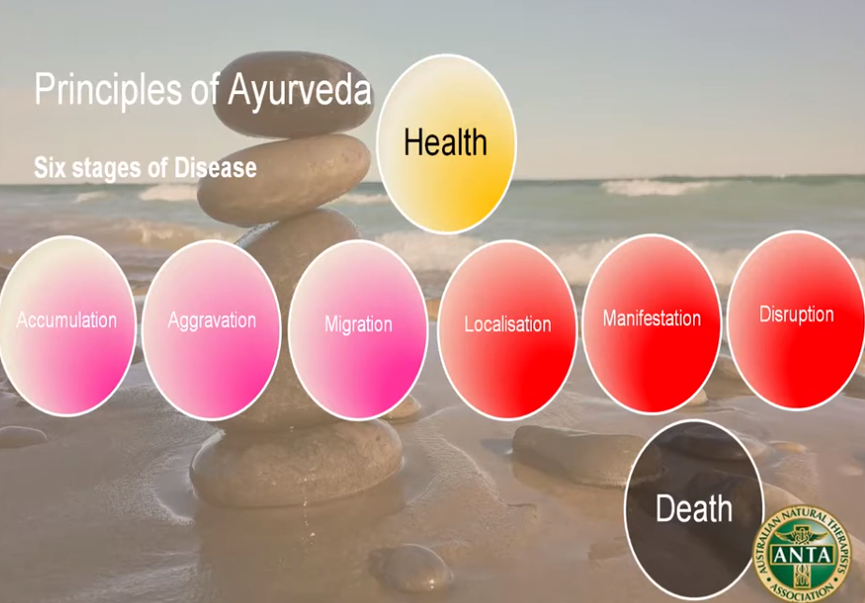 Principles of Ayurveda
Health
Six stages of Disease
Accumulation
Aggravation
Migration
Localisation
Manifestation
Disruption
Death
AUSTRALIAN NATURAL THERAPISTS
ANTA
ASSOCIATION